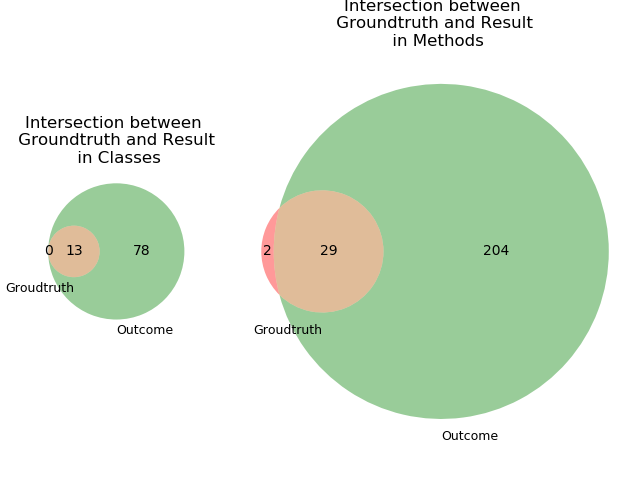 Intersection between
Groundtruth and Result
in Classes
0 13 78
Groudtruth
Outcome
Intersection between
Groundtruth and Result
in Methods
2 29 204
Groudtruth
Outcome